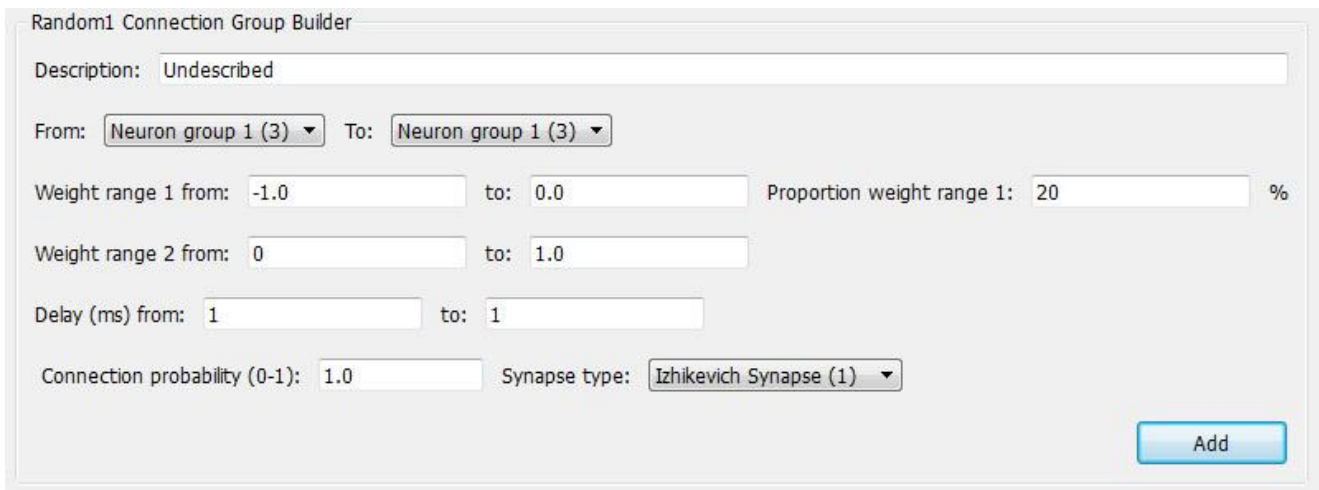 Random1 Connection Group Builder
Description: Undescribed
From: Neuron group 1 (3) To: Neuron group 1 (3)
Weight range 1 from: -1.0 to: 0.0 Proportion weight range 1: 20 %
Weight range 2 from: 0 to: 1.0
Delay (ms) from: 1 to: 1
Connection probability (0-1): 1.0 Synapse type: Izhikevich Synapse (1)
Add